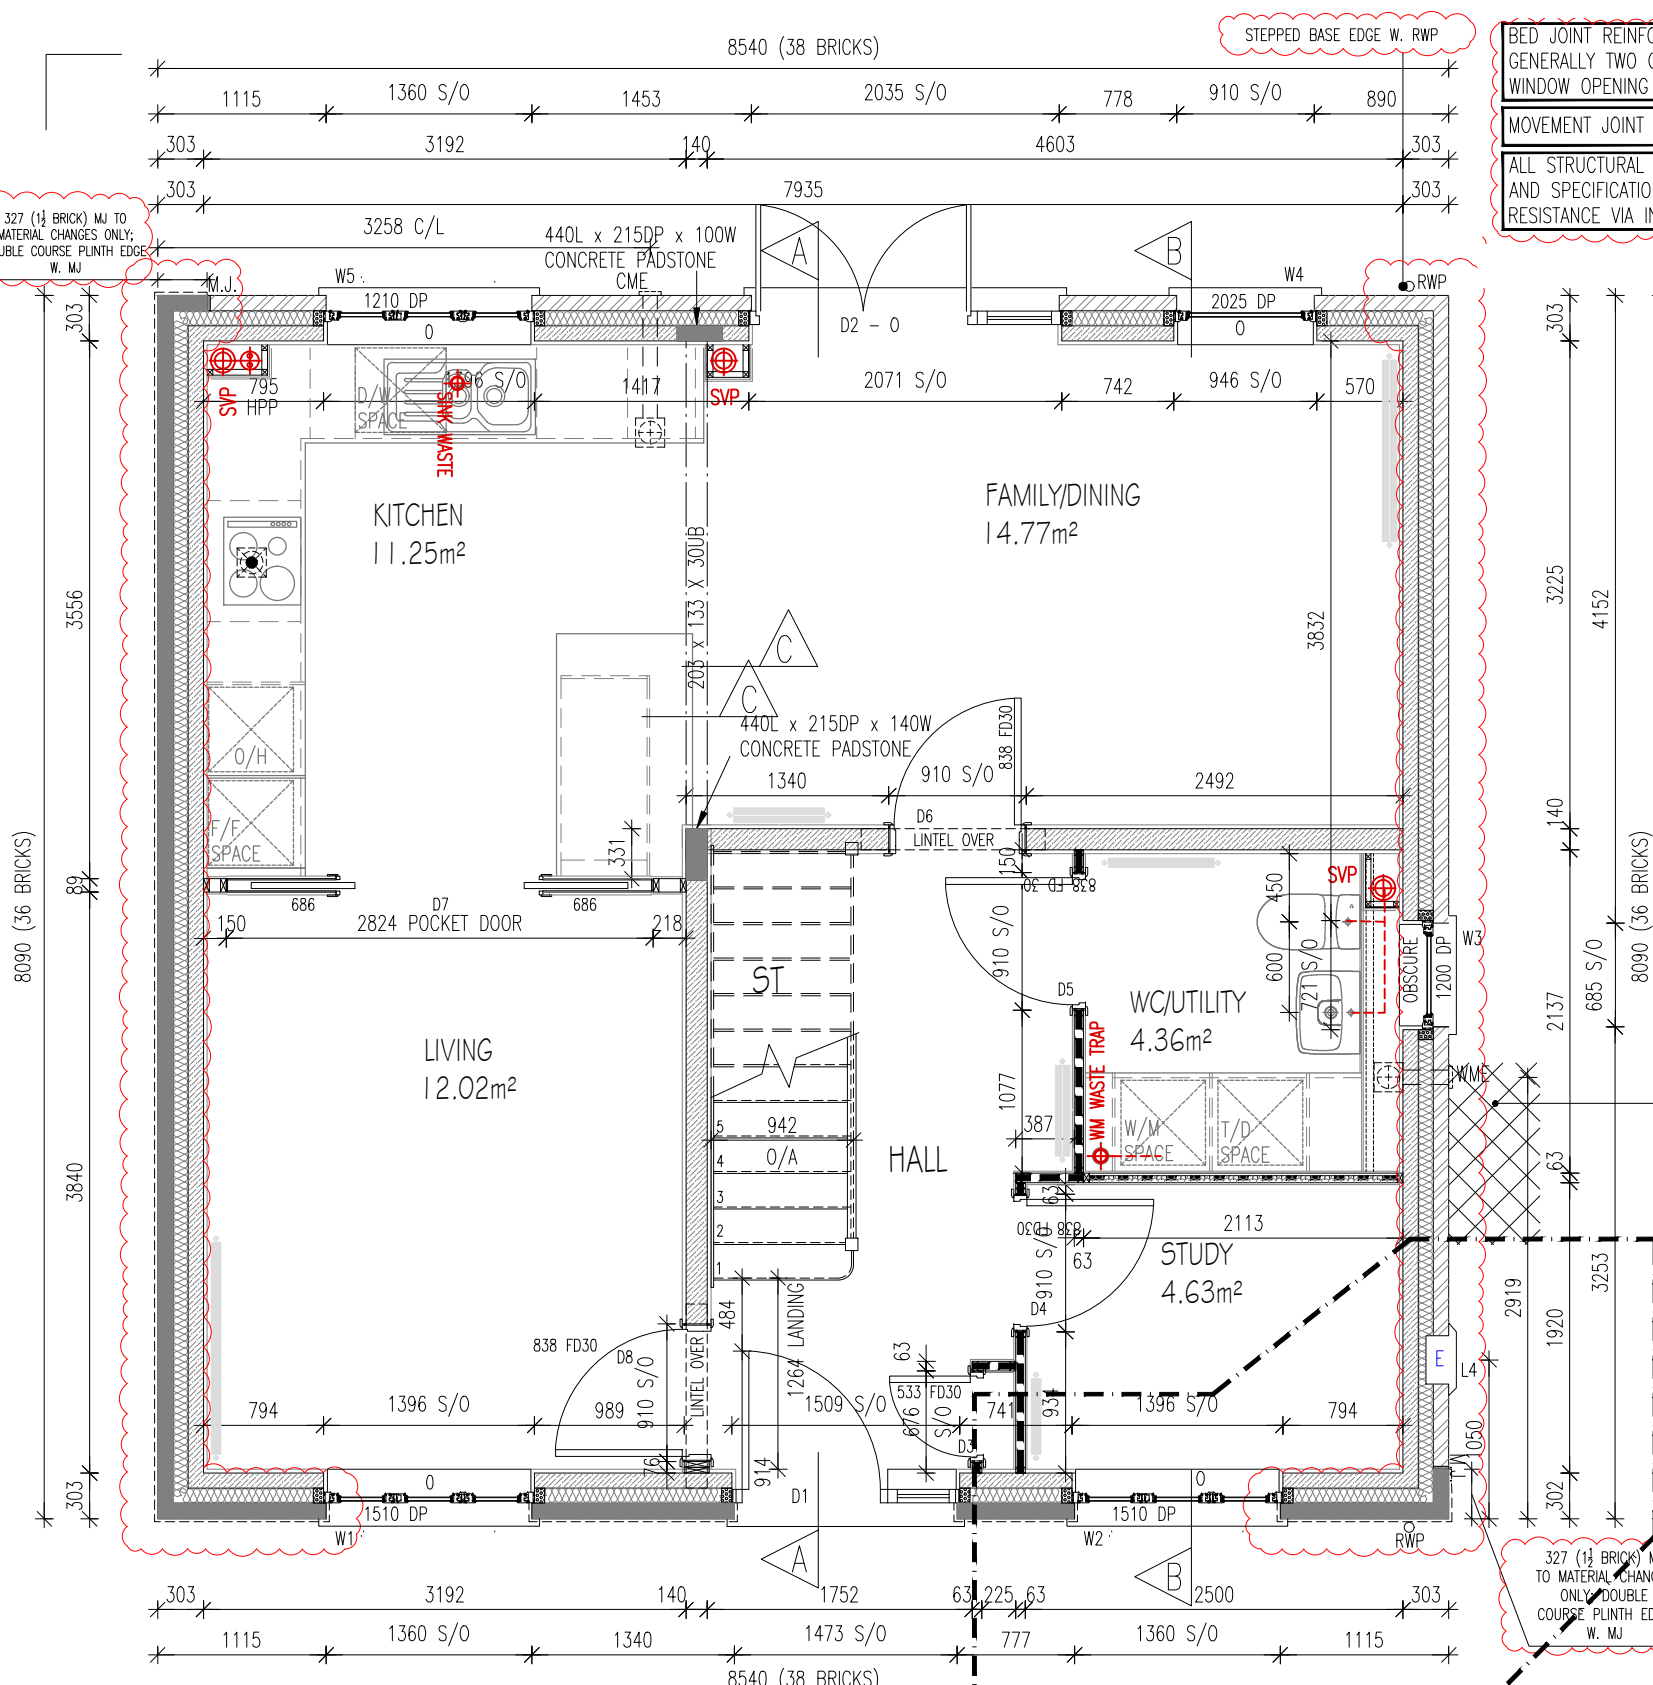 STEPPED BASE EDGE W. RWP
BED JOINT REINFO
GENERALLY TWO C
WINDOW OPENING
MOVEMENT JOINT
ALL STRUCTURAL
AND SPECIFICATIO
RESISTANCE VIA IN
8540 (38 BRICKS)
1115
1360 S/O
1453
2035 S/O
778
910 S/O
890
303
3192
140
4603
303
303
7935
303
3258 C/L
327 (1½ BRICK) MJ TO
MATERIAL CHANGES ONLY;
UBLE COURSE PLINTH EDGE
W. MJ
440L x 215DP x 100W
CONCRETE PADSTONE
CME
A
B
M.J.
W5
1210 DP
O
D2 - O
W4
2025 DP
O
RWP
303
303
795
HPP
SVP
SINK WASTE
D/W
SPACE
1417
SVP
2071 S/O
742
946 S/O
570
KITCHEN
11.25m²
FAMILY/DINING
14.77m²
203 x 133 X 30UB
C
C
3556
3832
3225
4152
440L x 215DP x 140W
CONCRETE PADSTONE
838 FD30
1340
910 S/O
2492
D6
LINTEL OVER
O/H
F/F
SPACE
331
89
140
8090 (36 BRICKS)
8090 (36 BRICKS)
686
D7
686
150
2824 POCKET DOOR
218
150
838 FD 30
910 S/O
D5
SVP
450
600
721 S/O
OBSCURE
1200 DP
W3
685 S/O
2137
ST
WC/UTILITY
4.36m²
LIVING
12.02m²
WM WASTE TRAP
1077
387
W/M
SPACE
T/D
SPACE
WME
942
O/A
5
4
3
2
1
HALL
63
63
838 FD30
910 S/O
63
2113
STUDY
4.63m²
D4
3840
484
1264 LANDING
2919
1920
3253
838 FD30
D8
910 S/O
LINTEL OVER
63
533 FD30
676 S/O
D3
E
L4
794
1396 S/O
989
1509 S/O
741
934
1396 S/O
794
1050
76
914
303
302
O
1510 DP
W1
D1
O
1510 DP
W2
RWP
A
B
327 (1½ BRICK) M
TO MATERIAL CHANG
ONLY; DOUBLE
COURSE PLINTH ED
W. MJ
303
3192
140
1752
63
225
63
2500
303
1115
1360 S/O
1340
1473 S/O
777
1360 S/O
1115
8540 (38 BRICKS)